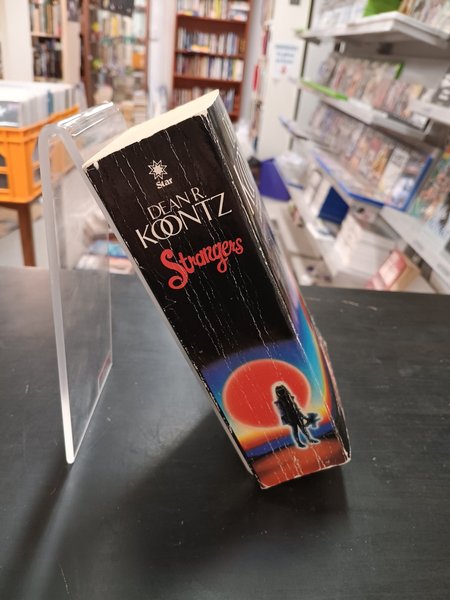 Star
DEAN R.
KOONTZ
Strangers